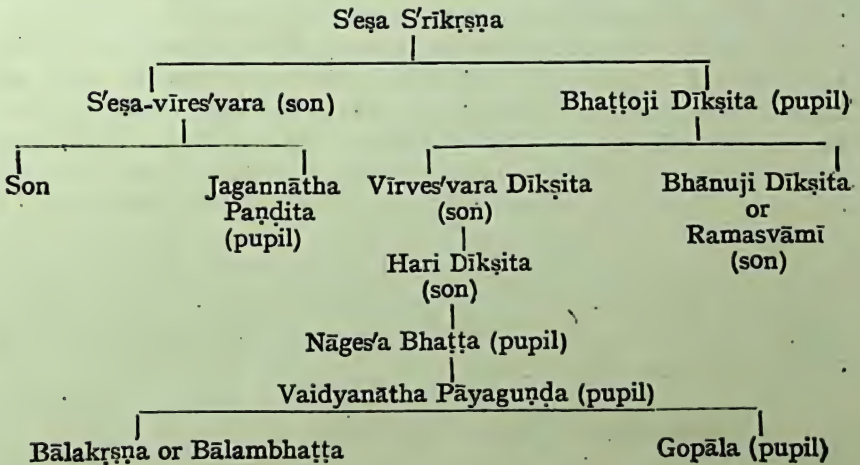 S'eṣa S'rīkṛṣṇa
S'eṣa-vīres'vara (son) Bhaṭṭoji Dīkṣita (pupil)
Son Jagannātha Vīrves'vara Dīkṣita Bhānuji Dīkṣita
Paṇḍita (son) or
(pupil) Ramasvāmī
Hari Dīkṣita (son)
(son)
Nāges'a Bhaṭṭa (pupil)
Vaidyanātha Pāyaguṇḍa (pupil)
Bālakṛṣṇa or Bālambhaṭṭa Gopāla (pupil)